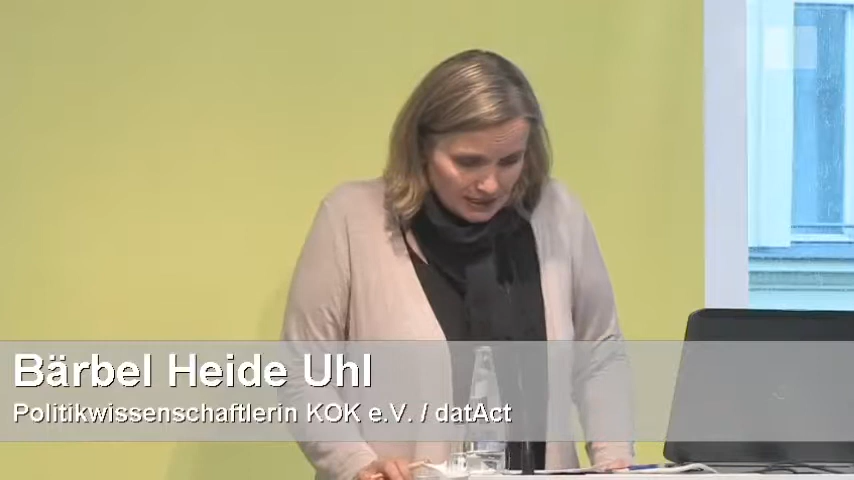 Bärbel Heide Uhl
Politikwissenschaftlerin KOK e.V. / datAct